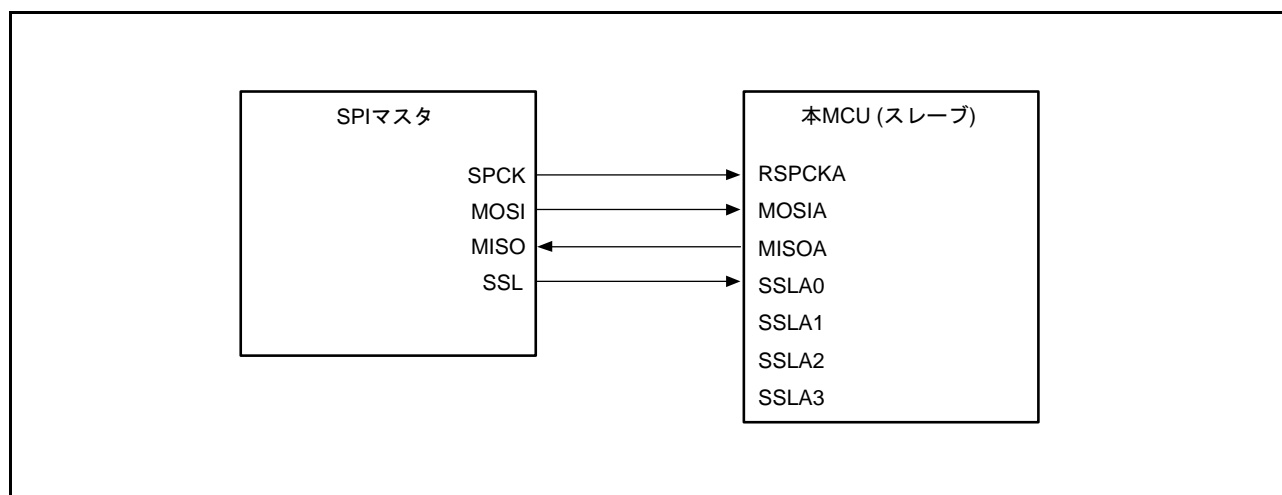 SPIマスタ
SPCK
MOSI
MISO
SSL
本MCU (スレーブ)
RSPCKA
MOSIA
MISOA
SSLA0
SSLA1
SSLA2
SSLA3